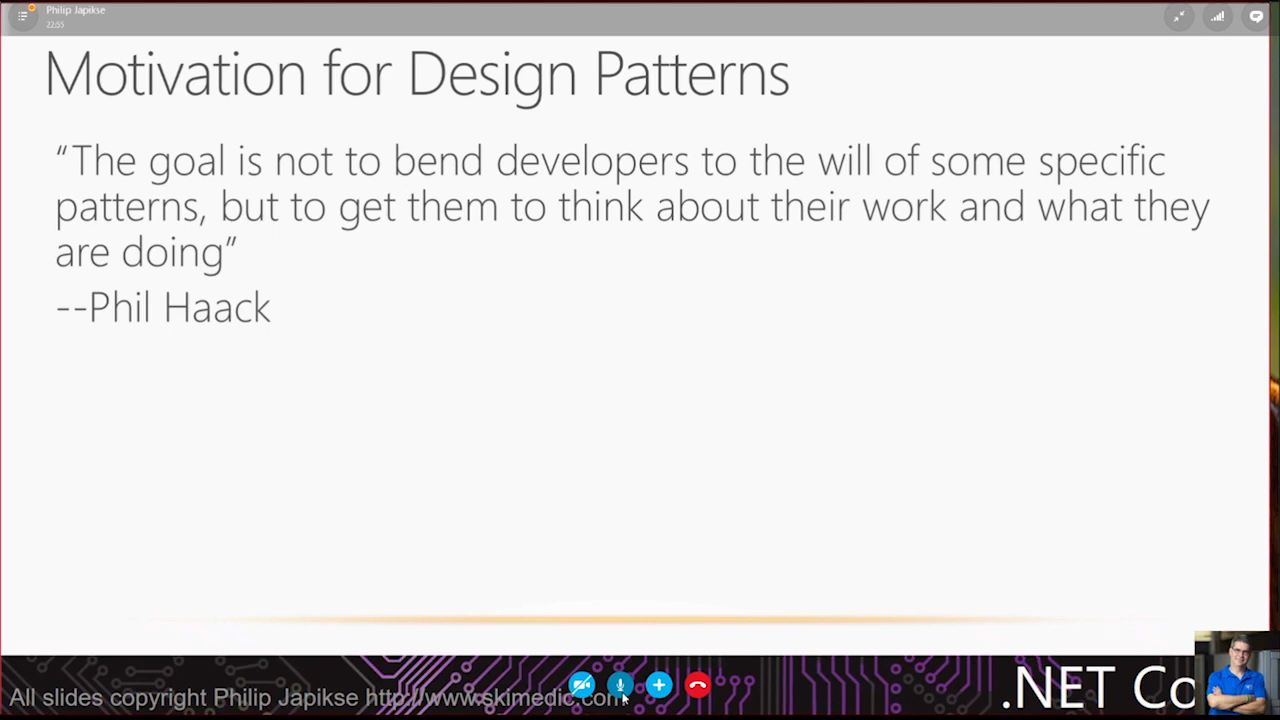 Philip Japikse
22:55
Motivation for Design Patterns
“The goal is not to bend developers to the will of some specific
patterns, but to get them to think about their work and what they
are doing”
--Phil Haack
All slides copyright Philip Japikse http://www.skimedic.com
.NET Co